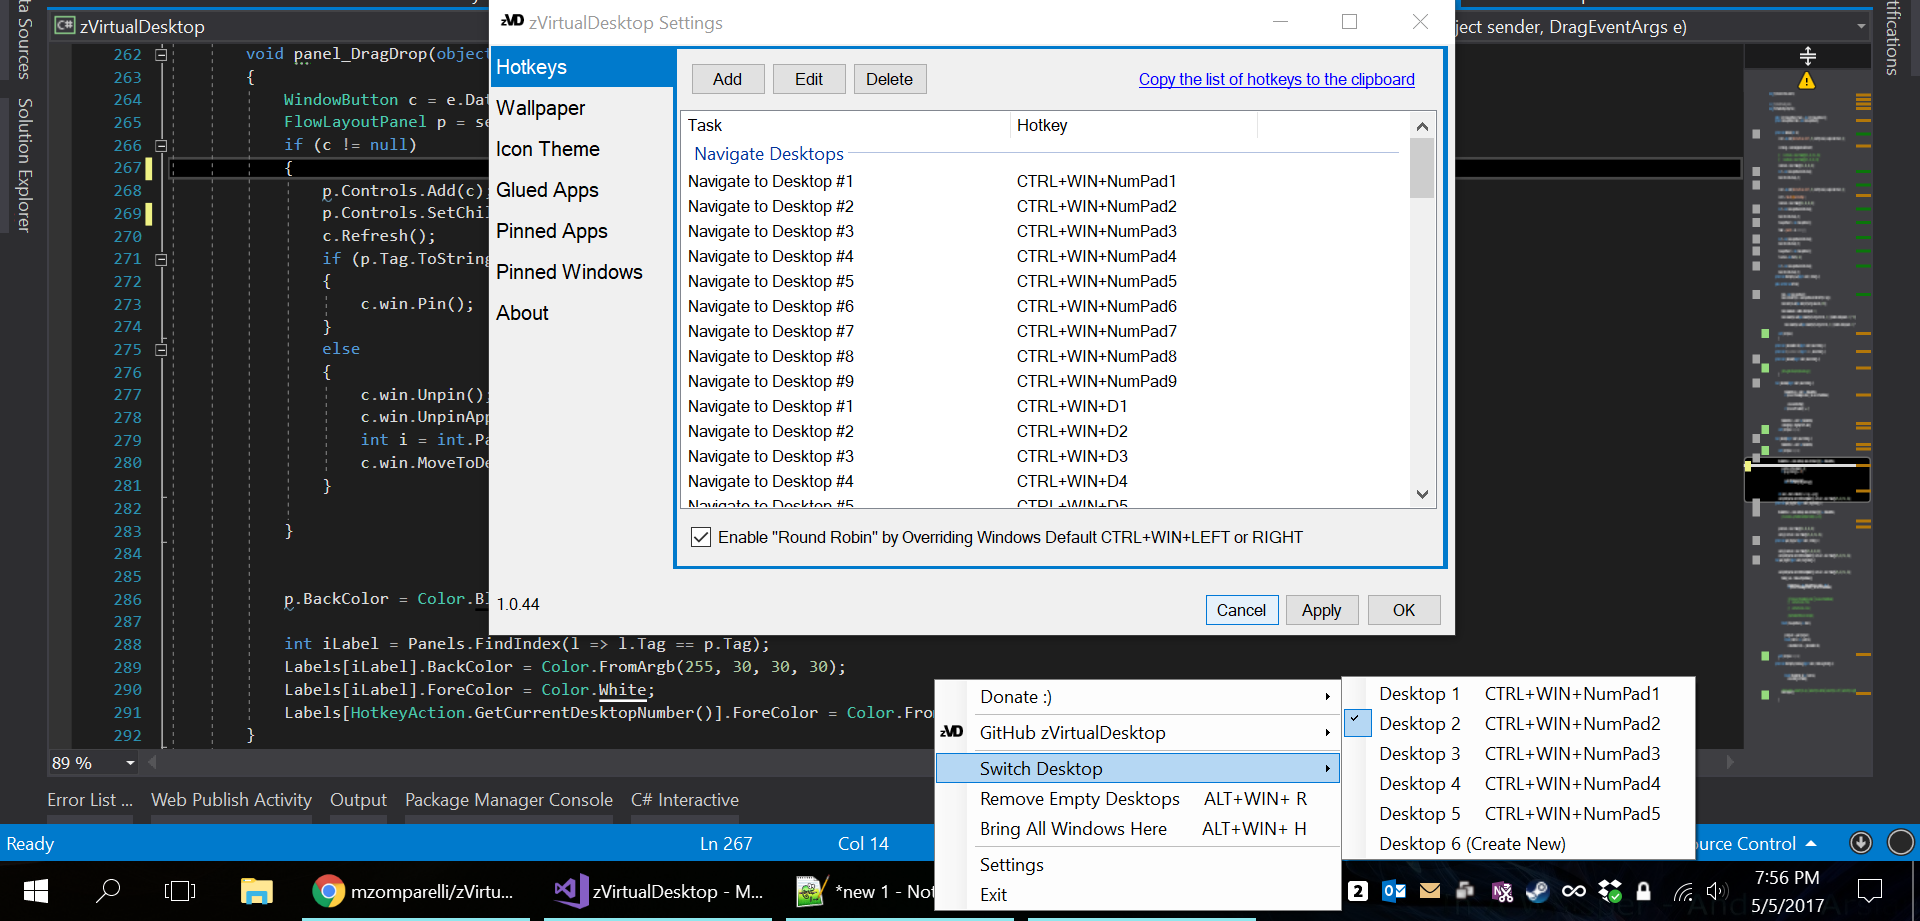 ta Sources
Solution Explorer
C# zVirtualDesktop
ject sender, DragEventArgs e)
tifications
262 void panel_DragDrop(object
263 {
264 WindowButton c = e.Dat
265 FlowLayoutPanel p = se
266 if (c != null)
267 {
268 p.Controls.Add(c);
269 p.Controls.SetChil
270 c.Refresh();
271 if (p.Tag.ToString
272 {
273 c.win.Pin();
274 }
275 else
276 {
277 c.win.Unpin();
278 c.win.UnpinApp
279 int i = int.Pa
280 c.win.MoveToDe
281 }
282
283 }
284
285
286 p.BackColor = Color.Bl
287
288 int iLabel = Panels.FindIndex(l => l.Tag == p.Tag);
289 Labels[iLabel].BackColor = Color.FromArgb(255, 30, 30, 30);
290 Labels[iLabel].ForeColor = Color.White;
291 Labels[HotkeyAction.GetCurrentDesktopNumber()].ForeColor = Color.Fro
292 }
89 %
zVD zVirtualDesktop Settings
Hotkeys
Wallpaper
Icon Theme
Glued Apps
Pinned Apps
Pinned Windows
About
1.0.44
Add Edit Delete Copy the list of hotkeys to the clipboard
Task Hotkey
Navigate Desktops
Navigate to Desktop #1 CTRL+WIN+NumPad1
Navigate to Desktop #2 CTRL+WIN+NumPad2
Navigate to Desktop #3 CTRL+WIN+NumPad3
Navigate to Desktop #4 CTRL+WIN+NumPad4
Navigate to Desktop #5 CTRL+WIN+NumPad5
Navigate to Desktop #6 CTRL+WIN+NumPad6
Navigate to Desktop #7 CTRL+WIN+NumPad7
Navigate to Desktop #8 CTRL+WIN+NumPad8
Navigate to Desktop #9 CTRL+WIN+NumPad9
Navigate to Desktop #1 CTRL+WIN+D1
Navigate to Desktop #2 CTRL+WIN+D2
Navigate to Desktop #3 CTRL+WIN+D3
Navigate to Desktop #4 CTRL+WIN+D4
Navigate to Desktop #5 CTRL+WIN+D5
Enable "Round Robin" by Overriding Windows Default CTRL+WIN+LEFT or RIGHT
Cancel Apply OK
Donate :)
zVD GitHub zVirtualDesktop
Switch Desktop
Remove Empty Desktops ALT+WIN+ R
Bring All Windows Here ALT+WIN+ H
Settings
Exit
Desktop 1 CTRL+WIN+NumPad1
Desktop 2 CTRL+WIN+NumPad2
Desktop 3 CTRL+WIN+NumPad3
Desktop 4 CTRL+WIN+NumPad4
Desktop 5 CTRL+WIN+NumPad5
Desktop 6 (Create New)
Error List ... Web Publish Activity Output Package Manager Console C# Interactive
Ready Ln 267 Col 14 ource Control
mzomparelli/zVirtu... zVirtualDesktop - M... *new 1 - Not
2
7:56 PM
5/5/2017